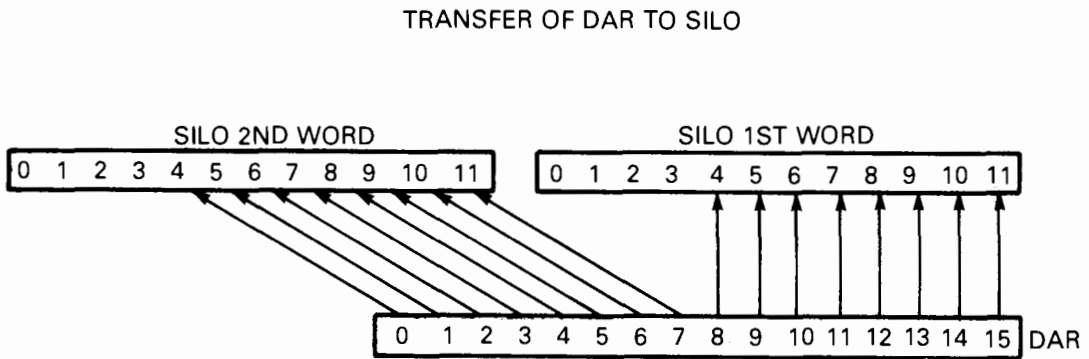 TRANSFER OF DAR TO SILO
SILO 2ND WORD
SILO 1ST WORD
0 1 2 3 4 5 6 7 8 9 10 11
0 1 2 3 4 5 6 7 8 9 10 11
0 1 2 3 4 5 6 7 8 9 10 11 12 13 14 15 DAR